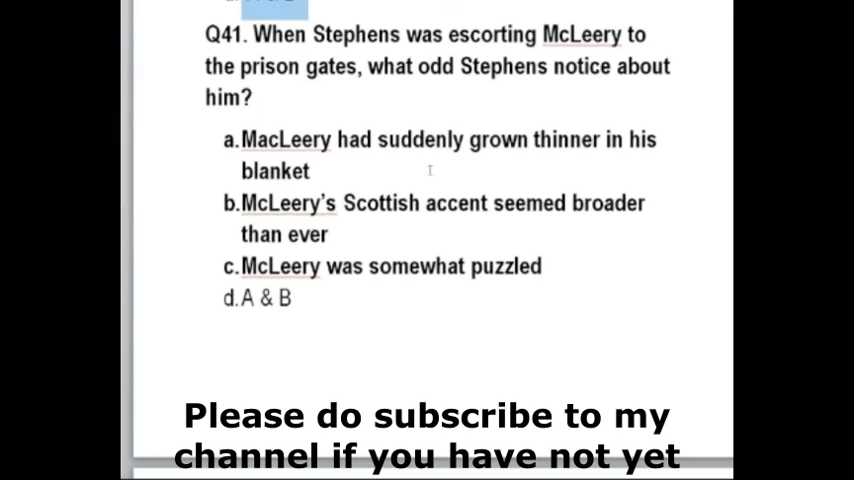 Q41. When Stephens was escorting McLeery to
the prison gates, what odd Stephens notice about
him?
a.MacLeery had suddenly grown thinner in his
blanket
b.McLeery's Scottish accent seemed broader
than ever
c.McLeery was somewhat puzzled
d.A & B
Please do subscribe to my
channel if you have not yet